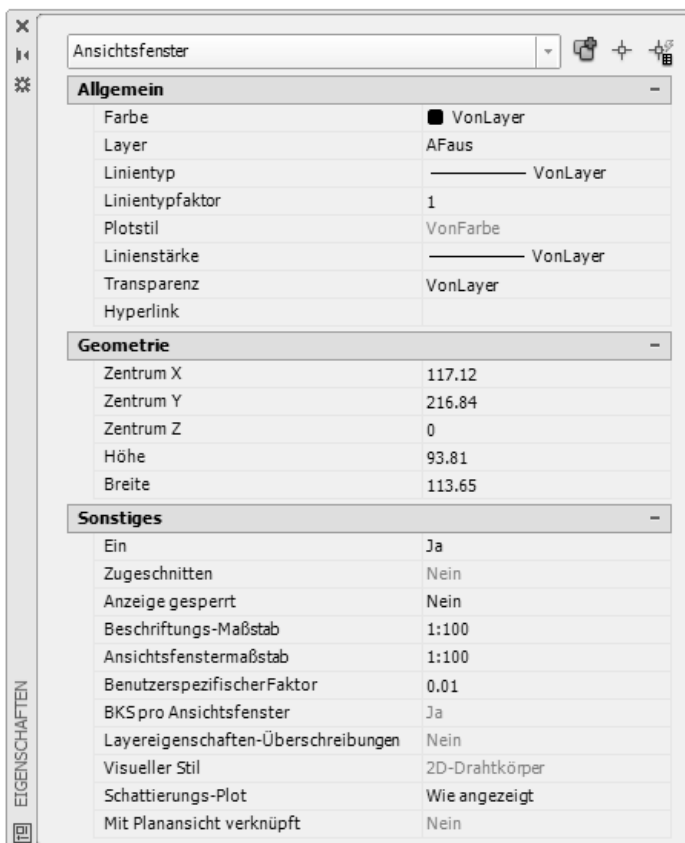 Ansichtsfenster
Allgemein
Farbe VonLayer
Layer AFaus
Linientyp VonLayer
Linientypfaktor 1
Plotstil VonFarbe
Linienstärke VonLayer
Transparenz VonLayer
Hyperlink
Geometrie
Zentrum X 117.12
Zentrum Y 216.84
Zentrum Z 0
Höhe 93.81
Breite 113.65
Sonstiges
Ein Ja
Zugeschnitten Nein
Anzeige gesperrt Nein
Beschriftungs-Maßstab 1:100
Ansichtsfenstermaßstab 1:100
Benutzerspezifischer Faktor 0.01
BKS pro Ansichtsfenster Ja
Layereigenschaften-Überschreibungen Nein
Visueller Stil 2D-Drahtkörper
Schattierungs-Plot Wie angezeigt
Mit Planansicht verknüpft Nein
EIGENSCHAFTEN